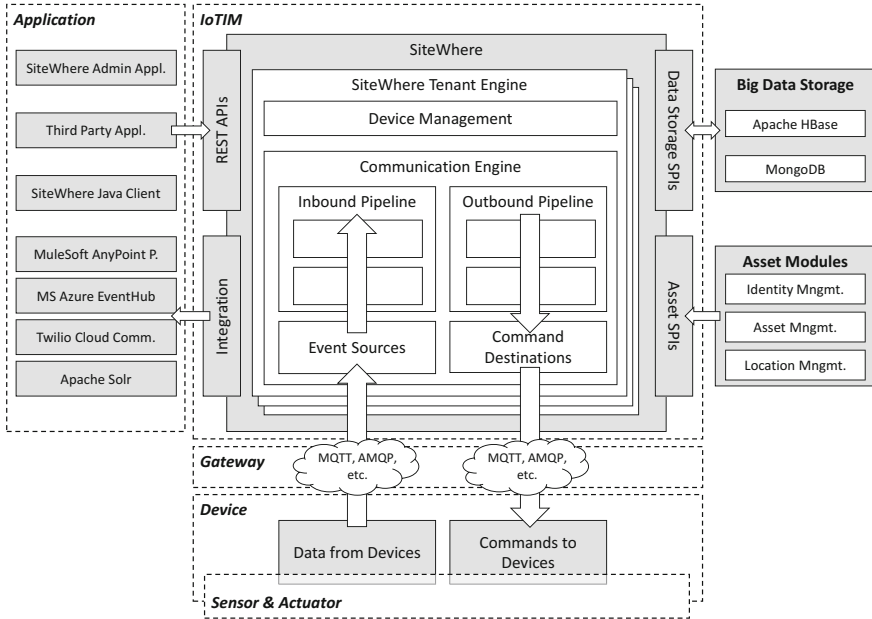 Application
SiteWhere Admin Appl.
Third Party Appl.
SiteWhere Java Client
MuleSoft AnyPoint P.
MS Azure EventHub
Twilio Cloud Comm.
Apache Solr
IoTIM
SiteWhere
REST APIs
Integration
SiteWhere Tenant Engine
Device Management
Communication Engine
Inbound Pipeline
Outbound Pipeline
Event Sources
Command
Destinations
Data Storage SPIs
Asset SPIs
Big Data Storage
Apache HBase
MongoDB
Asset Modules
Identity Mngmt.
Asset Mngmt.
Location Mngmt.
Gateway
MQTT, AMQP,
etc.
MQTT, AMQP,
etc.
Device
Data from Devices
Commands to
Devices
Sensor & Actuator